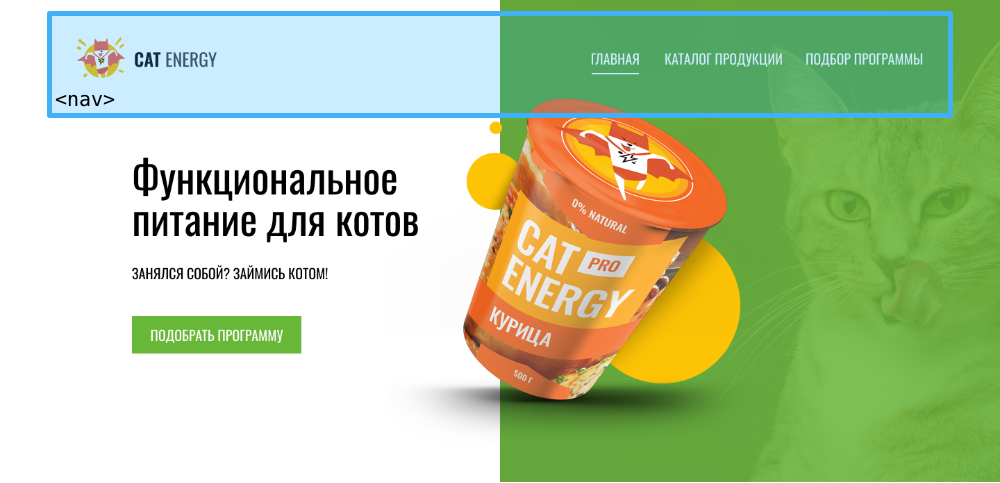 CAT ENERGY
ГЛАВНАЯ
КАТАЛОГ ПРОДУКЦИИ
ПОДБОР ПРОГРАММЫ
<nav>
Функциональное
питание для котов
ЗАНЯЛСЯ СОБОЙ? ЗАЙМИСЬ КОТОМ!
ПОДОБРАТЬ ПРОГРАММУ
0% NATURAL
CAT PRO
ENERGY
КУРИЦА
500 Г